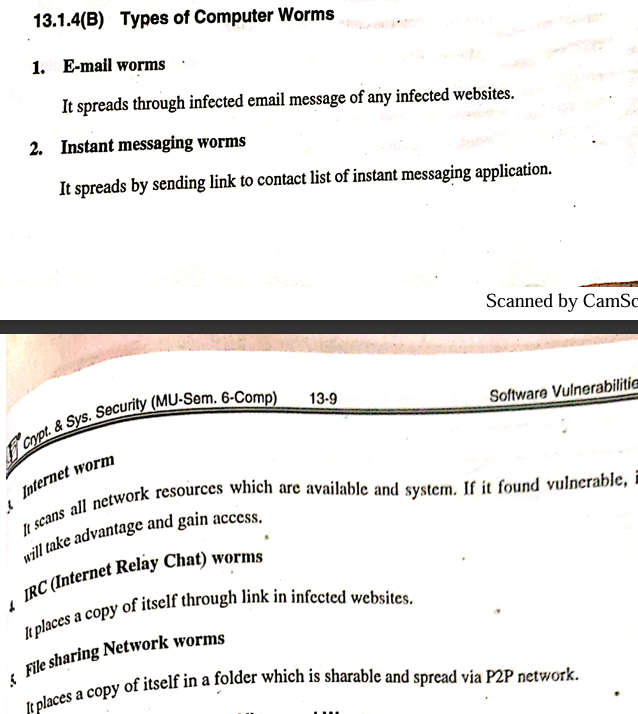 13.1.4(B) Types of Computer Worms
1. E-mail worms
It spreads through infected email message of any infected websites.
2. Instant messaging worms
It spreads by sending link to contact list of instant messaging application.
Scanned by CamSc
Crypt. & Sys. Security (MU-Sem. 6-Comp) 13-9 Software Vulnerabilitie
Internet worm
It scans all network resources which are available and system. If it found vulnerable, i
will take advantage and gain access.
4. IRC (Internet Relay Chat) worms
It places a copy of itself through link in infected websites.
5. File sharing Network worms
It places a copy of itself in a folder which is sharable and spread via P2P network.